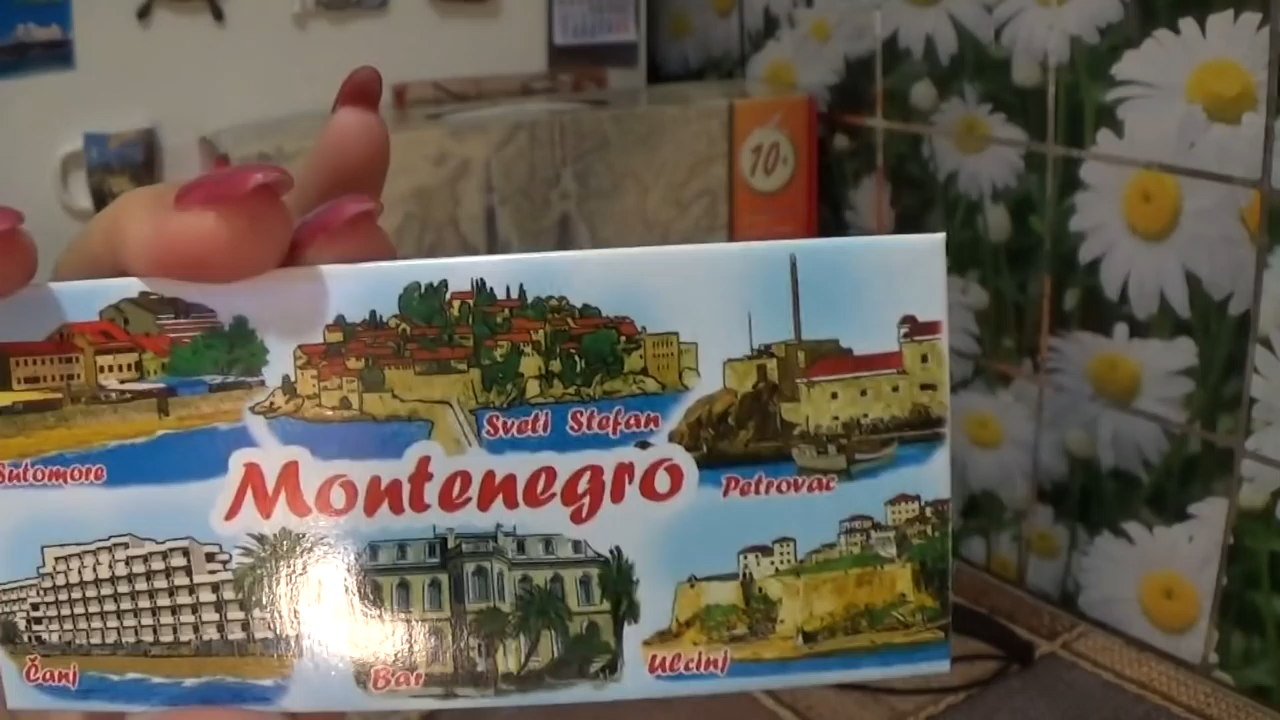 10
Sutomore
Sveti Stefan
Petrovac
Montenegro
Čanj
Bar
Ulcinj